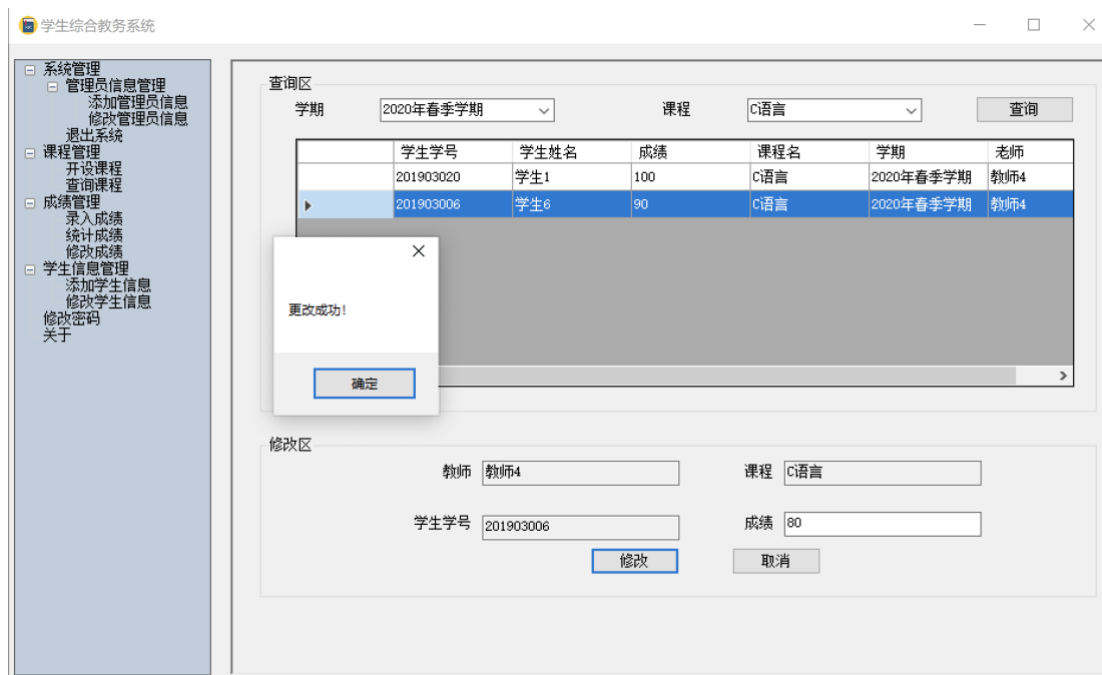 学生综合教务系统
系统管理
管理员信息管理
添加管理员信息
修改管理员信息
退出系统
课程管理
开设课程
查询课程
成绩管理
录入成绩
统计成绩
修改成绩
学生信息管理
添加学生信息
修改学生信息
修改密码
关于
查询区
学期 2020年春季学期 课程 C语言 查询
学生学号 学生姓名 成绩 课程名 学期 老师
201903020 学生1 100 C语言 2020年春季学期 教师4
201903006 学生6 90 C语言 2020年春季学期 教师4
更改成功!
确定
修改区
教师 教师4 课程 C语言
学生学号 201903006 成绩 80
修改 取消